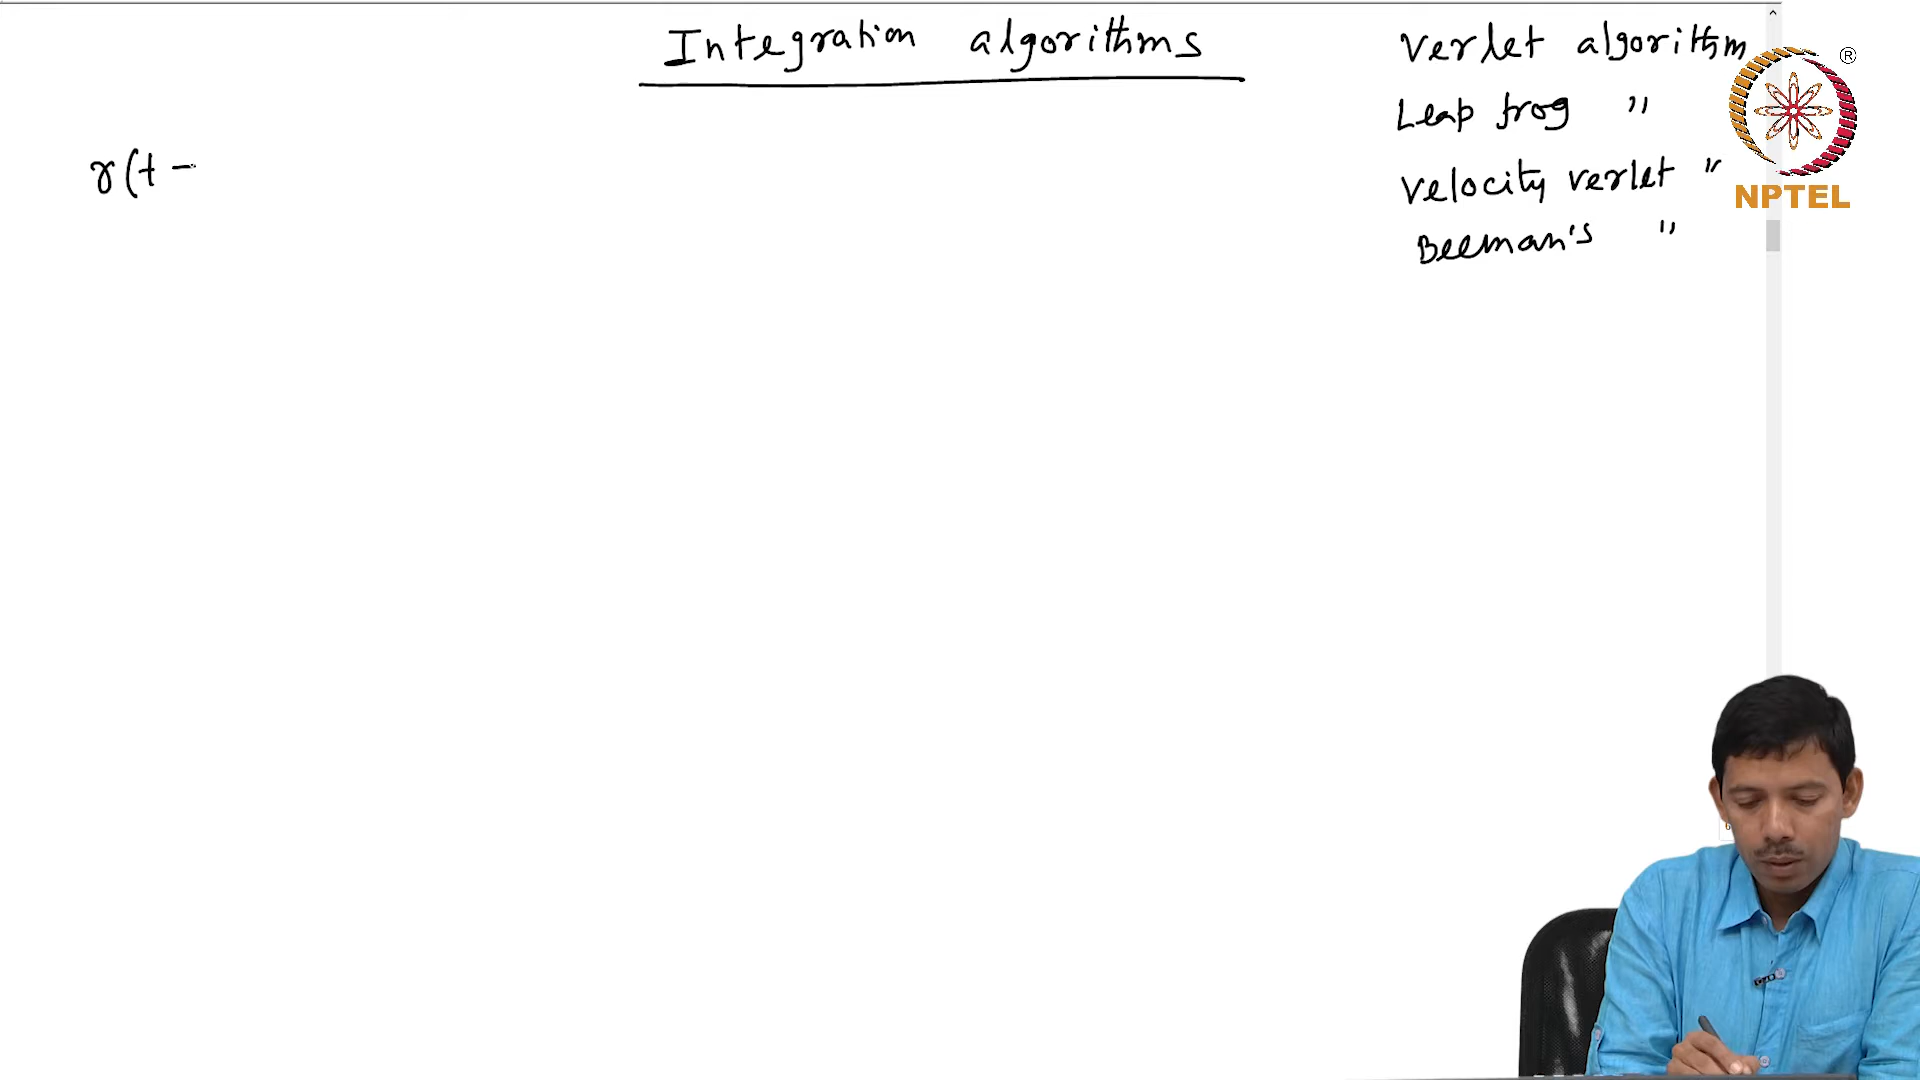 Integration algorithms
Verlet algorithm
Leap frog "
Velocity verlet "
Beeman's "
r(t -
®
NPTEL